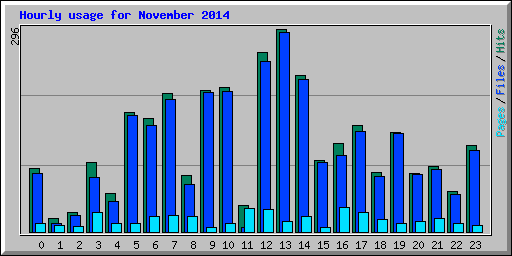 Hourly usage for November 2014
296
Pages/Files/Hits
0 1 2 3 4 5 6 7 8 9 10 11 12 13 14 15 16 17 18 19 20 21 22 23